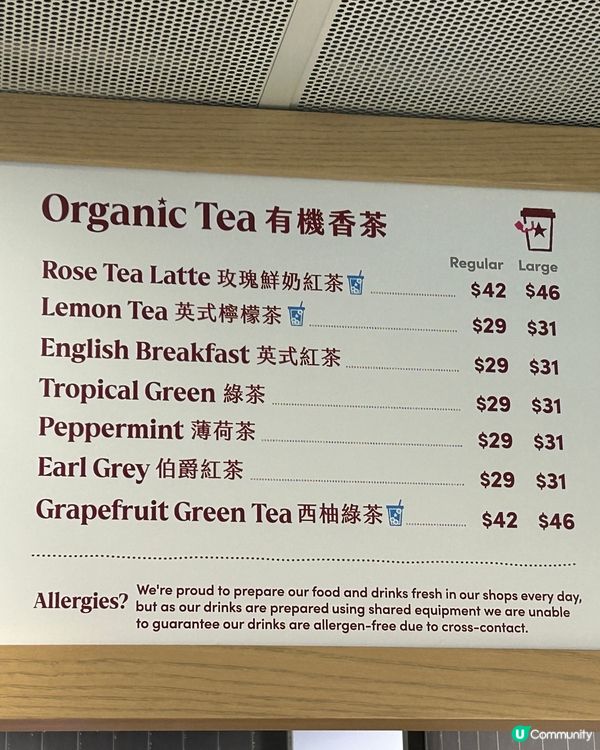 Organic Tea 有機香茶
Regular Large
Rose Tea Latte 玫瑰鮮奶紅茶 $42 $46
Lemon Tea 英式檸檬茶 $29 $31
English Breakfast 英式紅茶 $29 $31
Tropical Green 綠茶 $29 $31
Peppermint 薄荷茶 $29 $31
Earl Grey 伯爵紅茶 $29 $31
Grapefruit Green Tea 西柚綠茶 $42 $46
Allergies? We're proud to prepare our food and drinks fresh in our shops every day,
but as our drinks are prepared using shared equipment we are unable
to guarantee our drinks are allergen-free due to cross-contact.
U Community